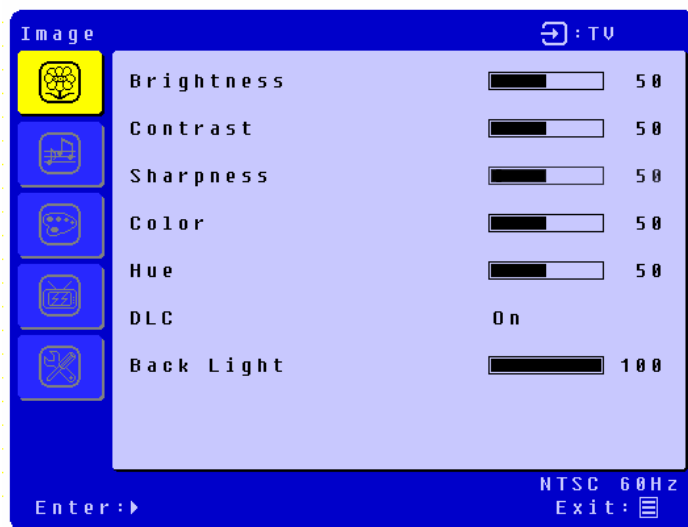 Image :TV
Brightness 50
Contrast 50
Sharpness 50
Color 50
Hue 50
DLC On
Back Light 100
NTSC 60Hz
Enter: Exit: